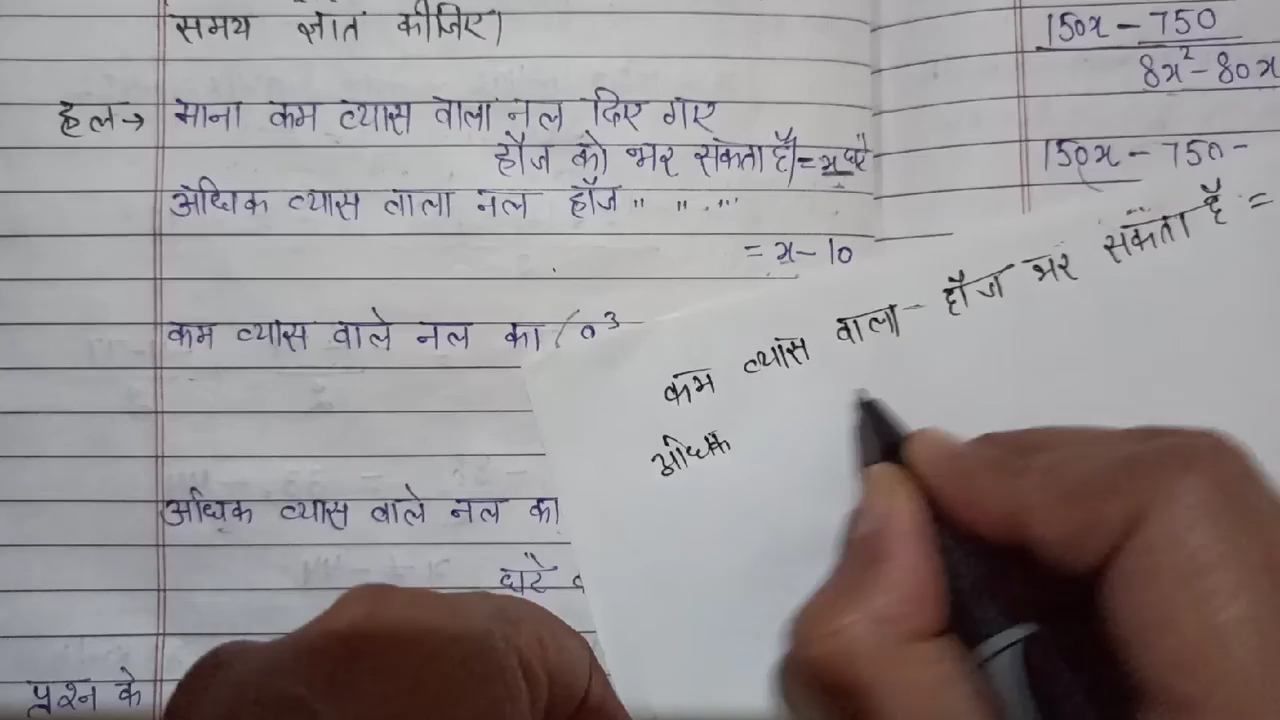 समय ज्ञात कीजिए।
हल→ माना कम व्यास वाला नल दिए गए
हौज को भर सकता है।= x घंटे
अधिक व्यास वाला नल हौज " " "
= x - 10
कम व्यास वाले नल का
अधिक व्यास वाले नल का
घंटे
प्रश्न के
150x - 750
8x² - 80x
150x - 750 -
कम व्यास वाला - हौज भर सकता है =
अधिक